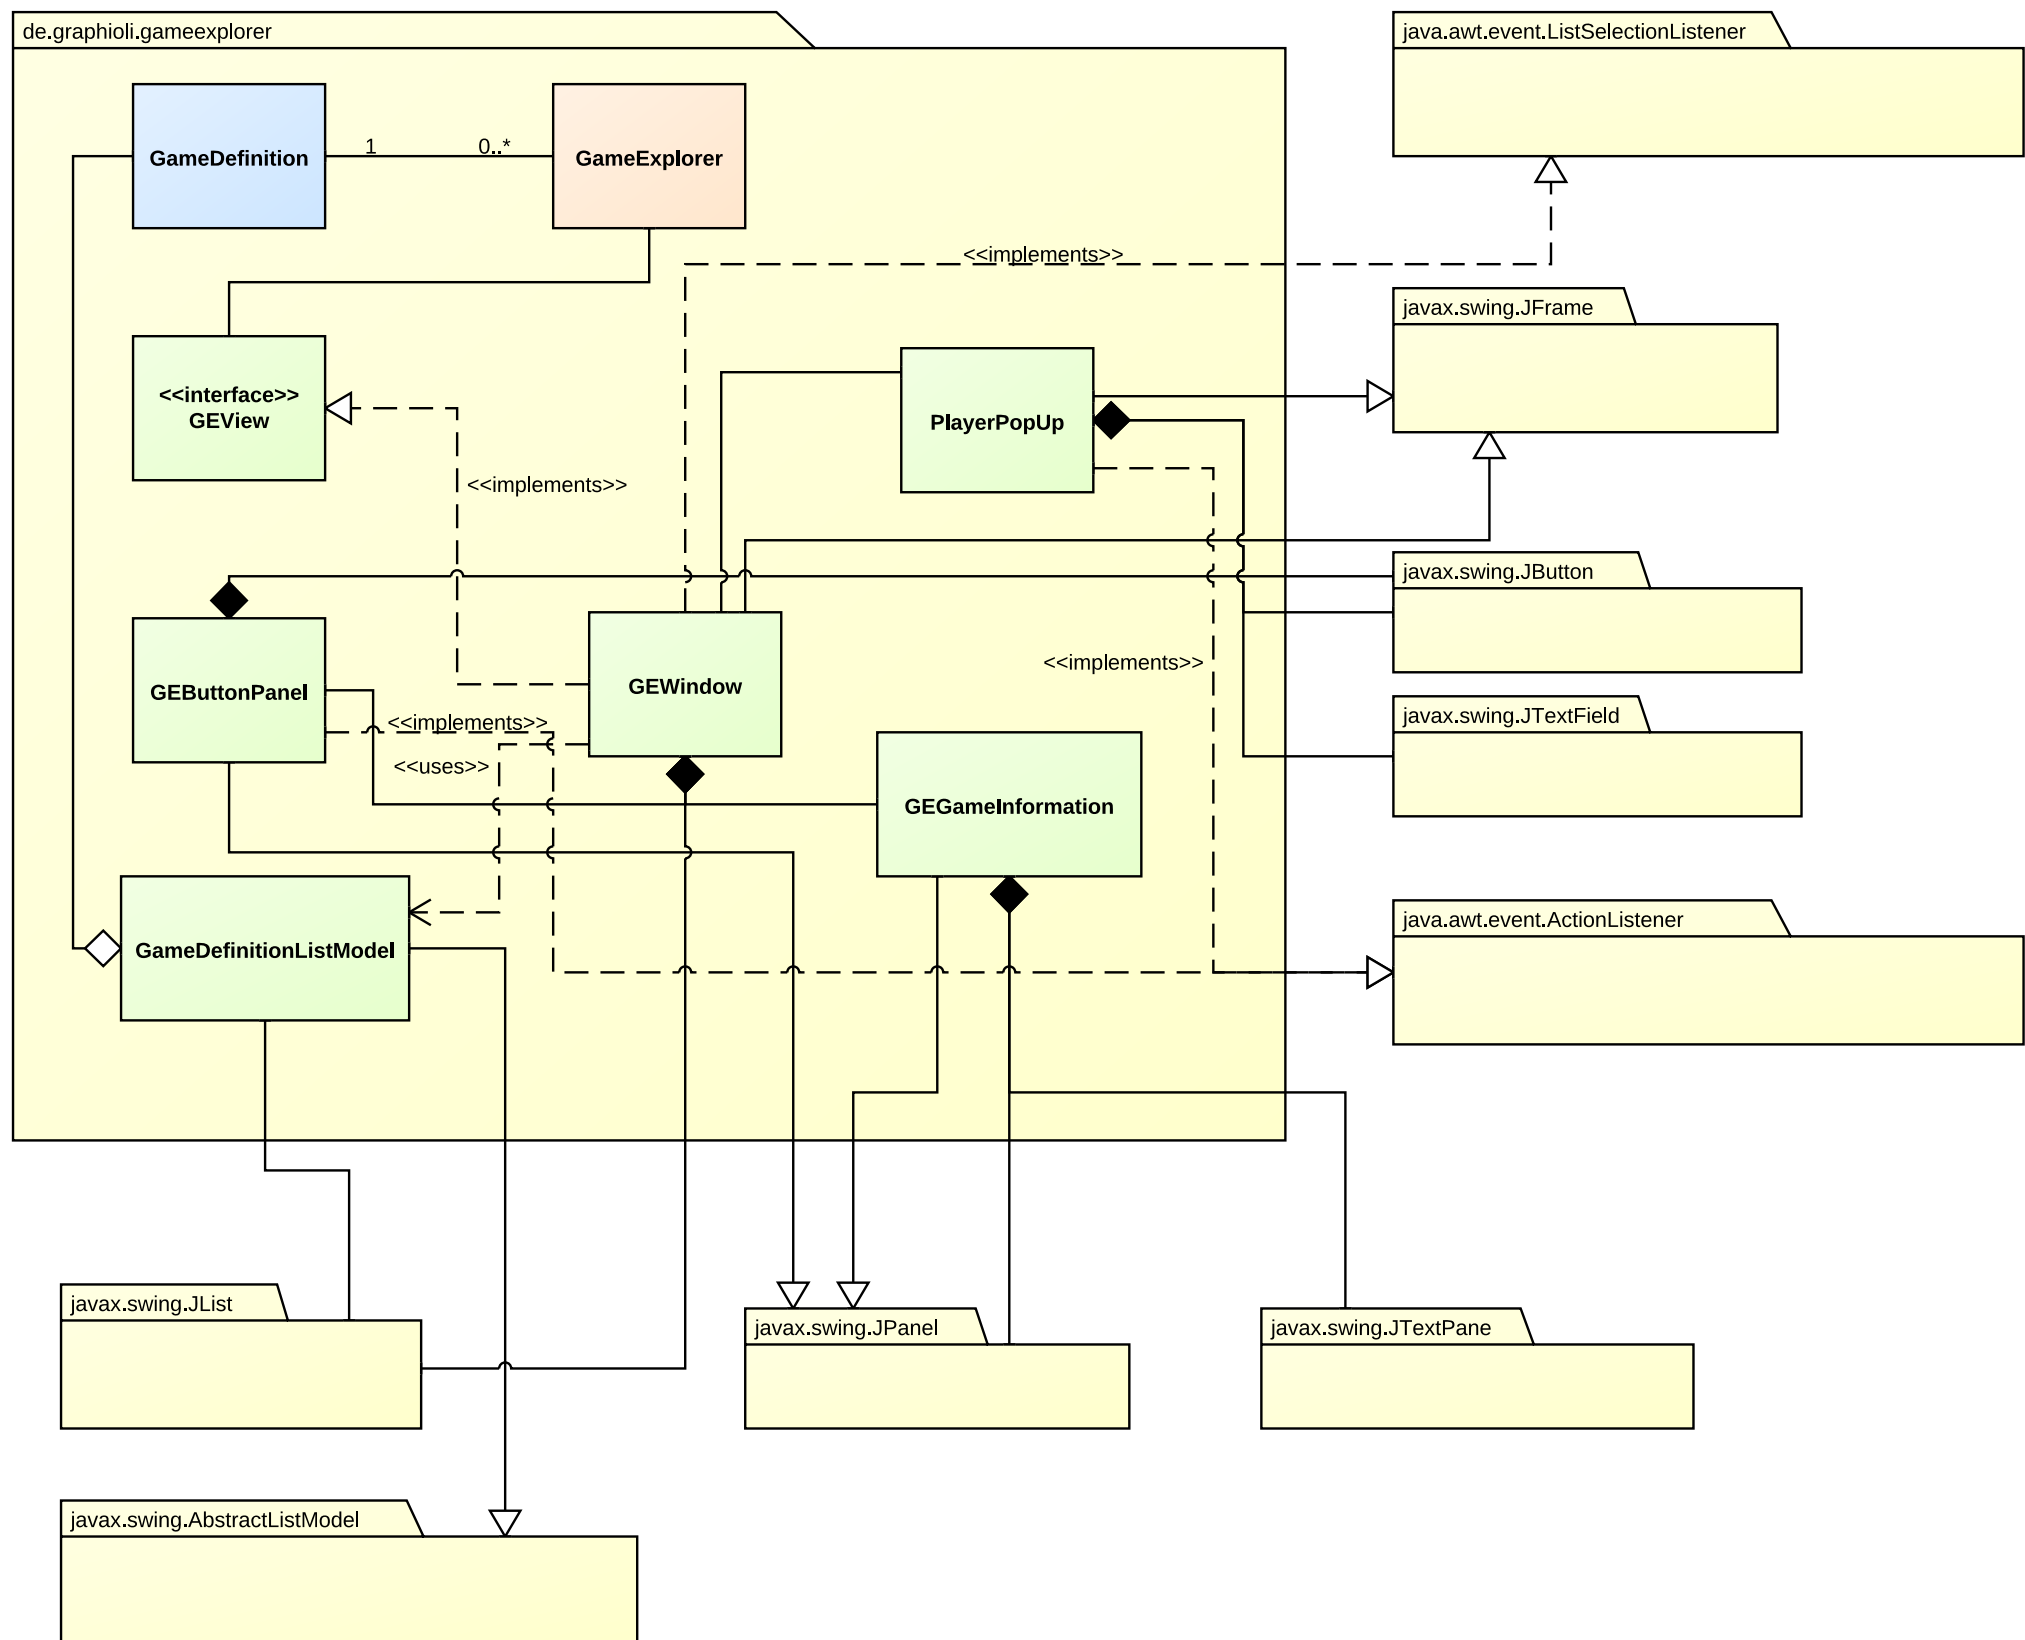 de.graphioli.gameexplorer
java.awt.event.ListSelectionListener
GameDefinition
1
0..*
GameExplorer
<<implements>>
javax.swing.JFrame
<<interface>>
GEView
PlayerPopUp
<<implements>>
javax.swing.JButton
GEButtonPanel
GEWindow
<<implements>>
javax.swing.JTextField
<<implements>>
<<uses>>
GEGameInformation
java.awt.event.ActionListener
GameDefinitionListModel
javax.swing.JList
javax.swing.JPanel
javax.swing.JTextPane
javax.swing.AbstractListModel